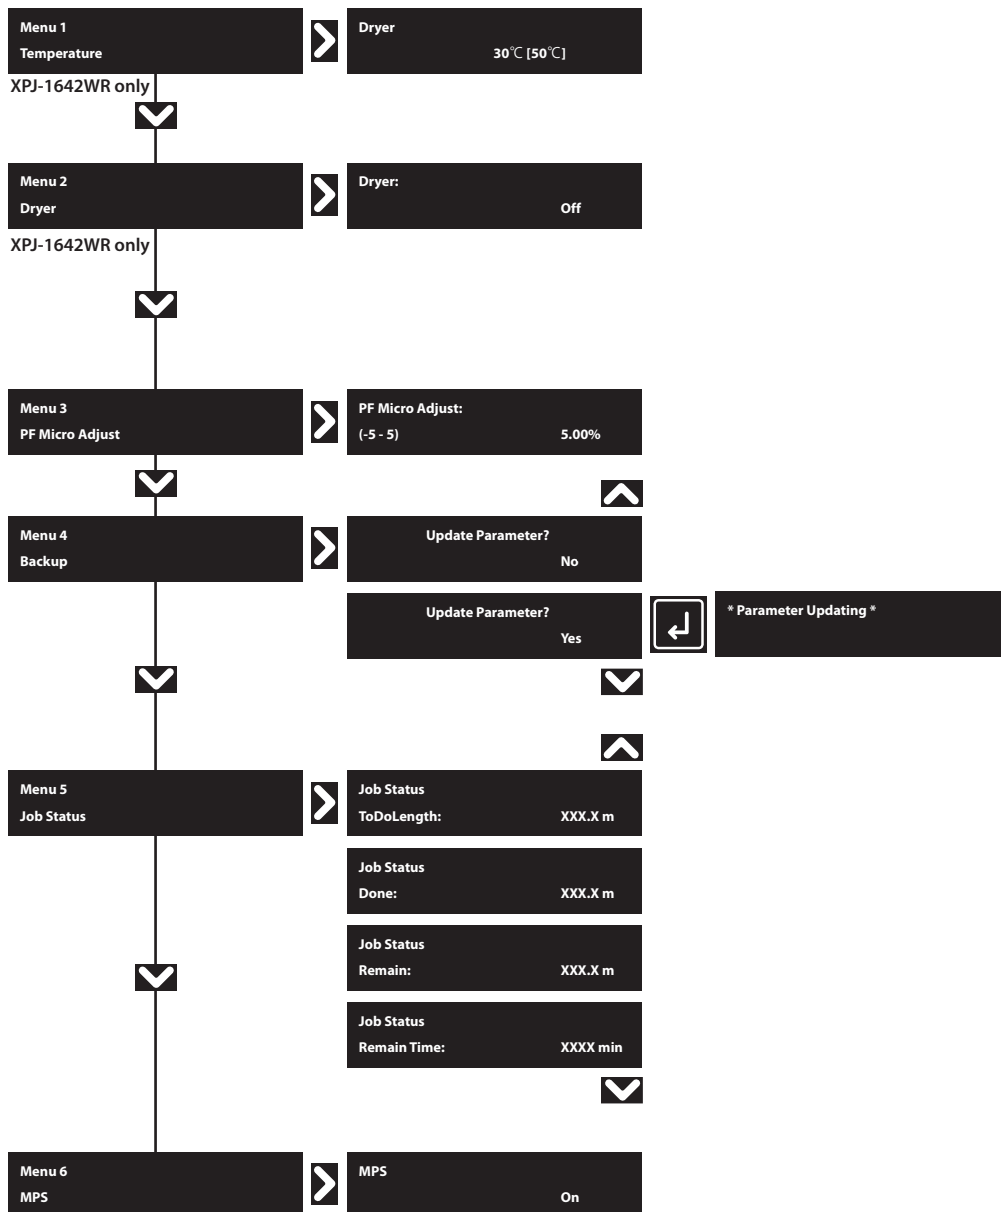 Menu 1
Temperature
Dryer
30℃ [50℃]
XPJ-1642WR only
Menu 2
Dryer
Dryer:
Off
XPJ-1642WR only
Menu 3
PF Micro Adjust
PF Micro Adjust:
(-5 - 5) 5.00%
Menu 4
Backup
Update Parameter?
No
Update Parameter?
Yes
* Parameter Updating *
Menu 5
Job Status
Job Status
ToDoLength: XXX.X m
Job Status
Done: XXX.X m
Job Status
Remain: XXX.X m
Job Status
Remain Time: XXXX min
Menu 6
MPS
MPS
On